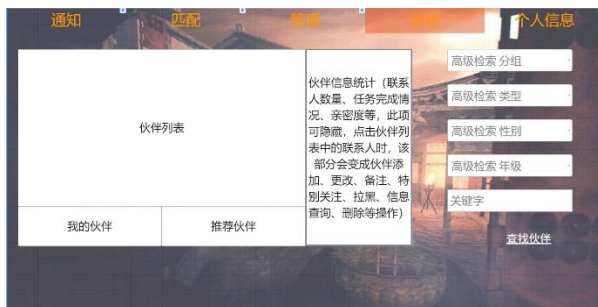 通知
匹配
管理
个人信息
伙伴列表
我的伙伴
推荐伙伴
伙伴信息统计（联系
人数量、任务完成情
况、亲密度等，此项
可隐藏，点击伙伴列
表中的联系人时，该
部分会变成伙伴添
加、更改、备注、特
别关注、拉黑、信息
查询、删除等操作）
高级检索 分组
高级检索 类型
高级检索 性别
高级检索 年级
关键字
查找伙伴